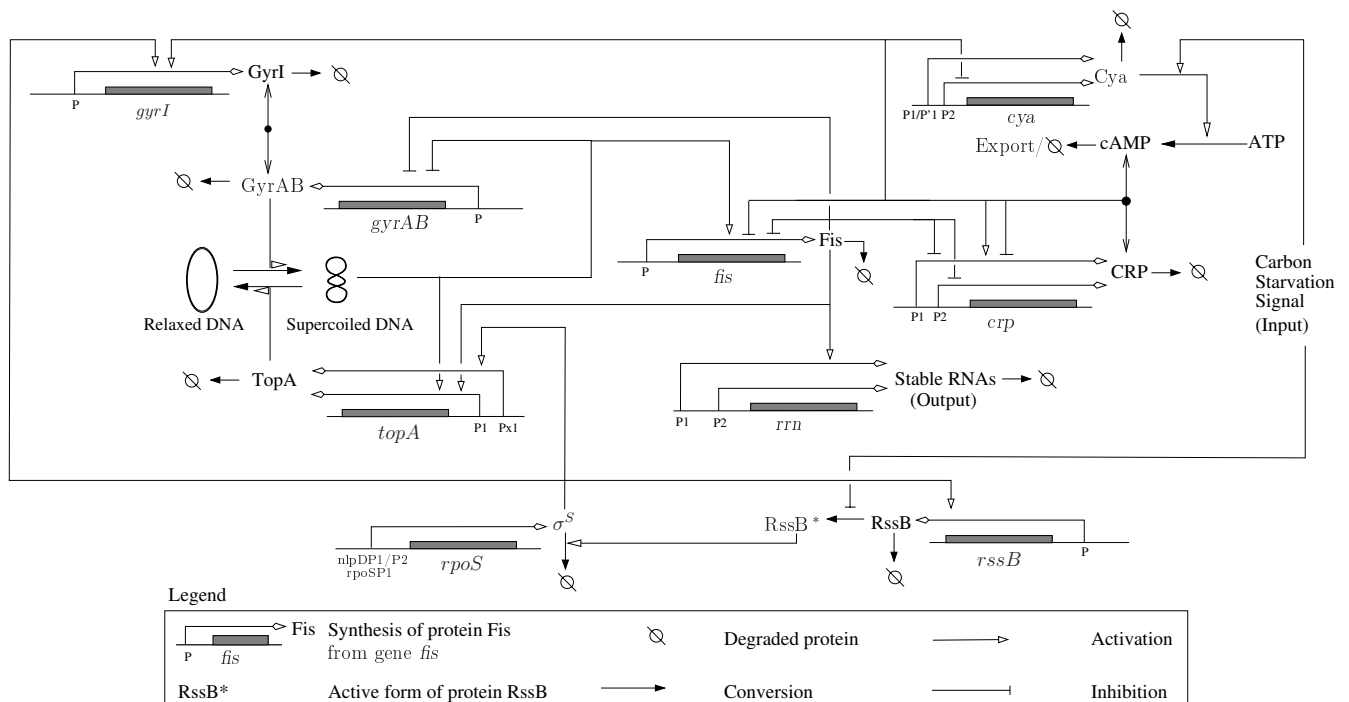 GyrI
P
gyrI
Cya
P1/P'1 P2
cya
Export/
cAMP
ATP
GyrAB
gyrAB
P
Fis
P
fis
CRP
P1 P2
crp
Carbon
Starvation
Signal
(Input)
Relaxed DNA
Supercoiled DNA
TopA
topA
P1 Px1
Stable RNAs
(Output)
P1 P2
rrn
σS
nlpDP1/P2
rpoSP1
rpoS
RssB *
RssB
rssB
P
Legend
Fis
P
fis
Synthesis of protein Fis
from gene fis
Degraded protein
Activation
RssB*
Active form of protein RssB
Conversion
Inhibition